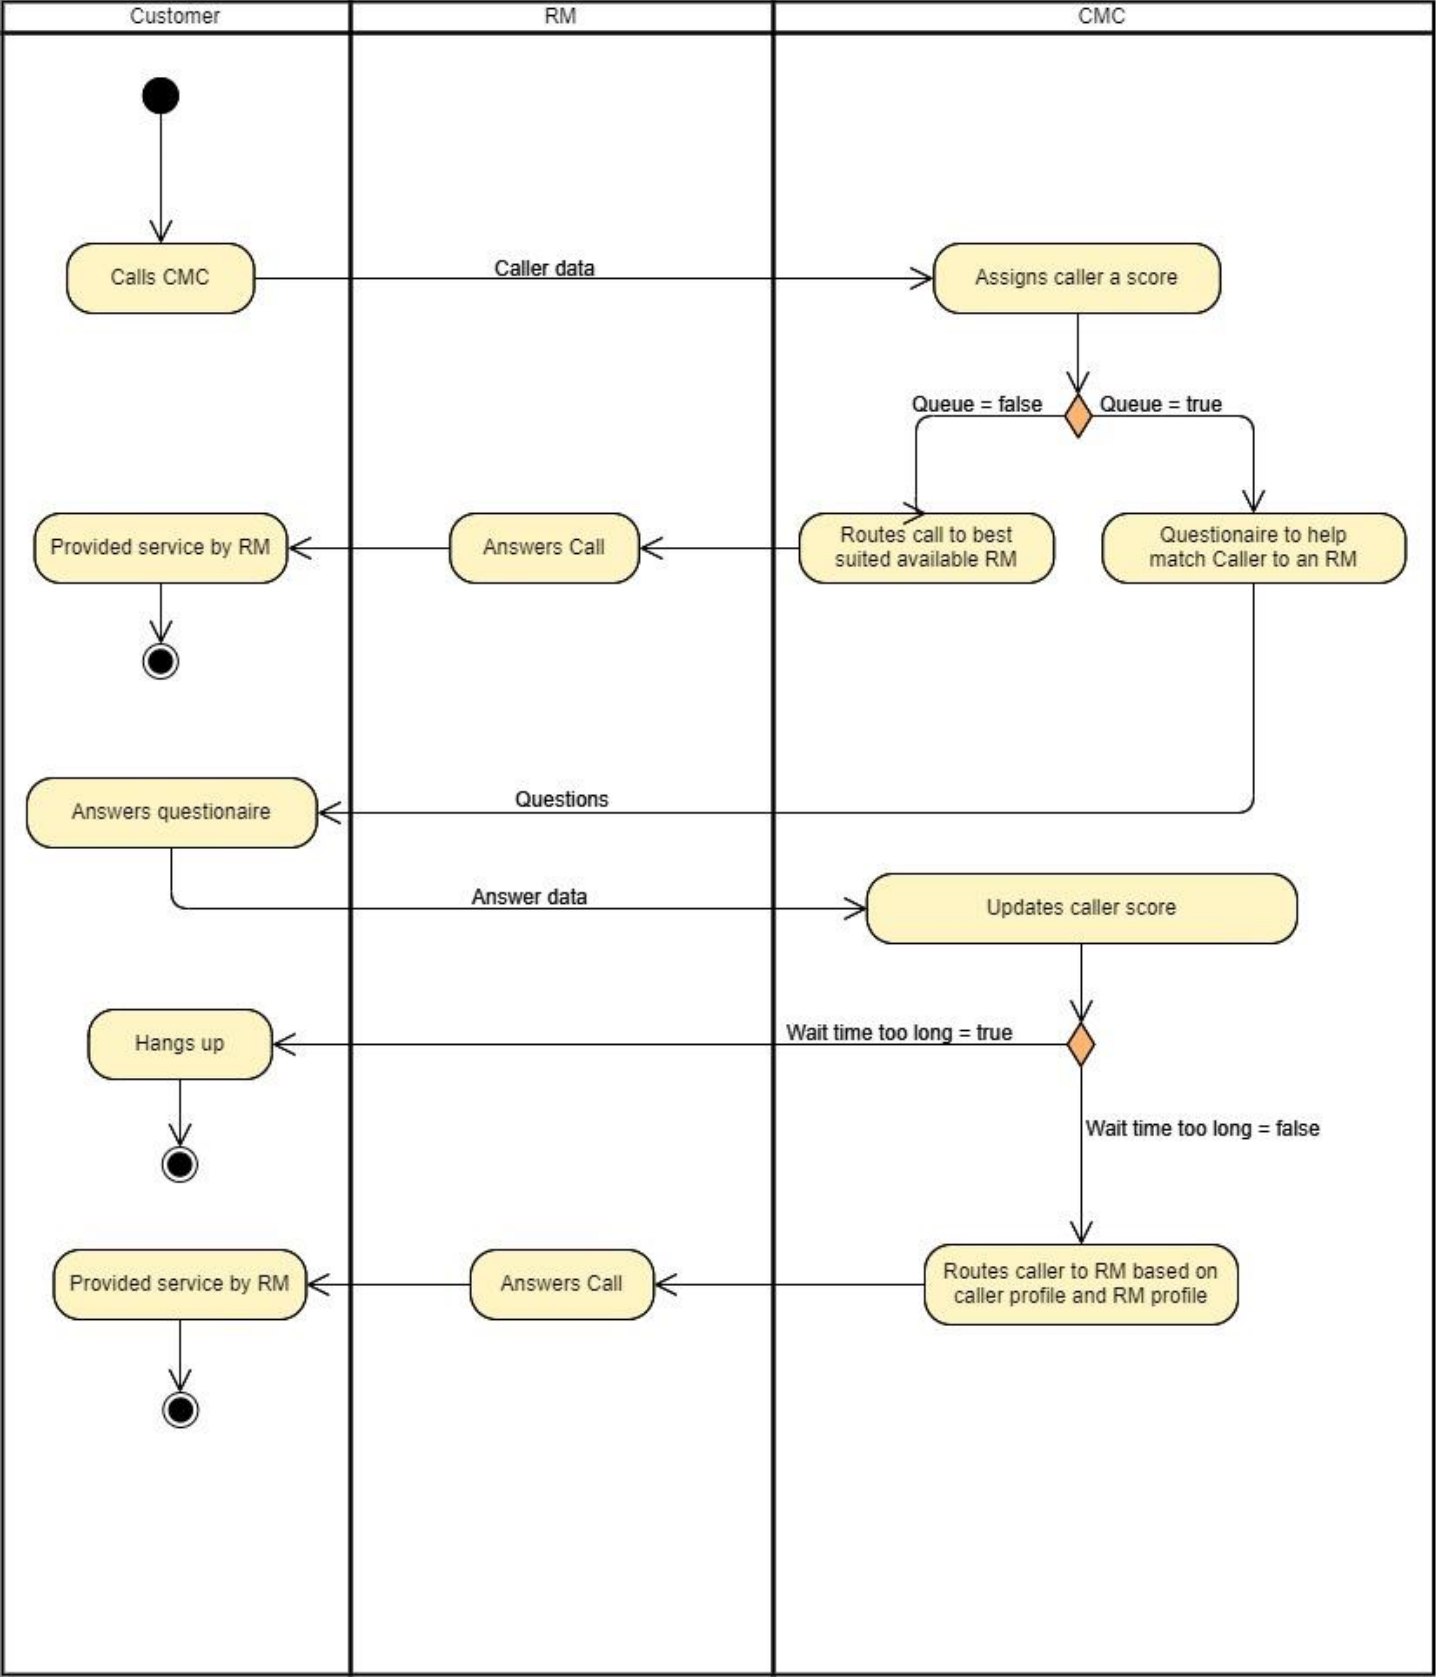 Customer
RM
CMC
Calls CMC
Caller data
Assigns caller a score
Queue = false
Queue = true
Provided service by RM
Answers Call
Routes call to best
suited available RM
Questionaire to help
match Caller to an RM
Answers questionaire
Questions
Answer data
Updates caller score
Hangs up
Wait time too long = true
Wait time too long = false
Provided service by RM
Answers Call
Routes caller to RM based on
caller profile and RM profile